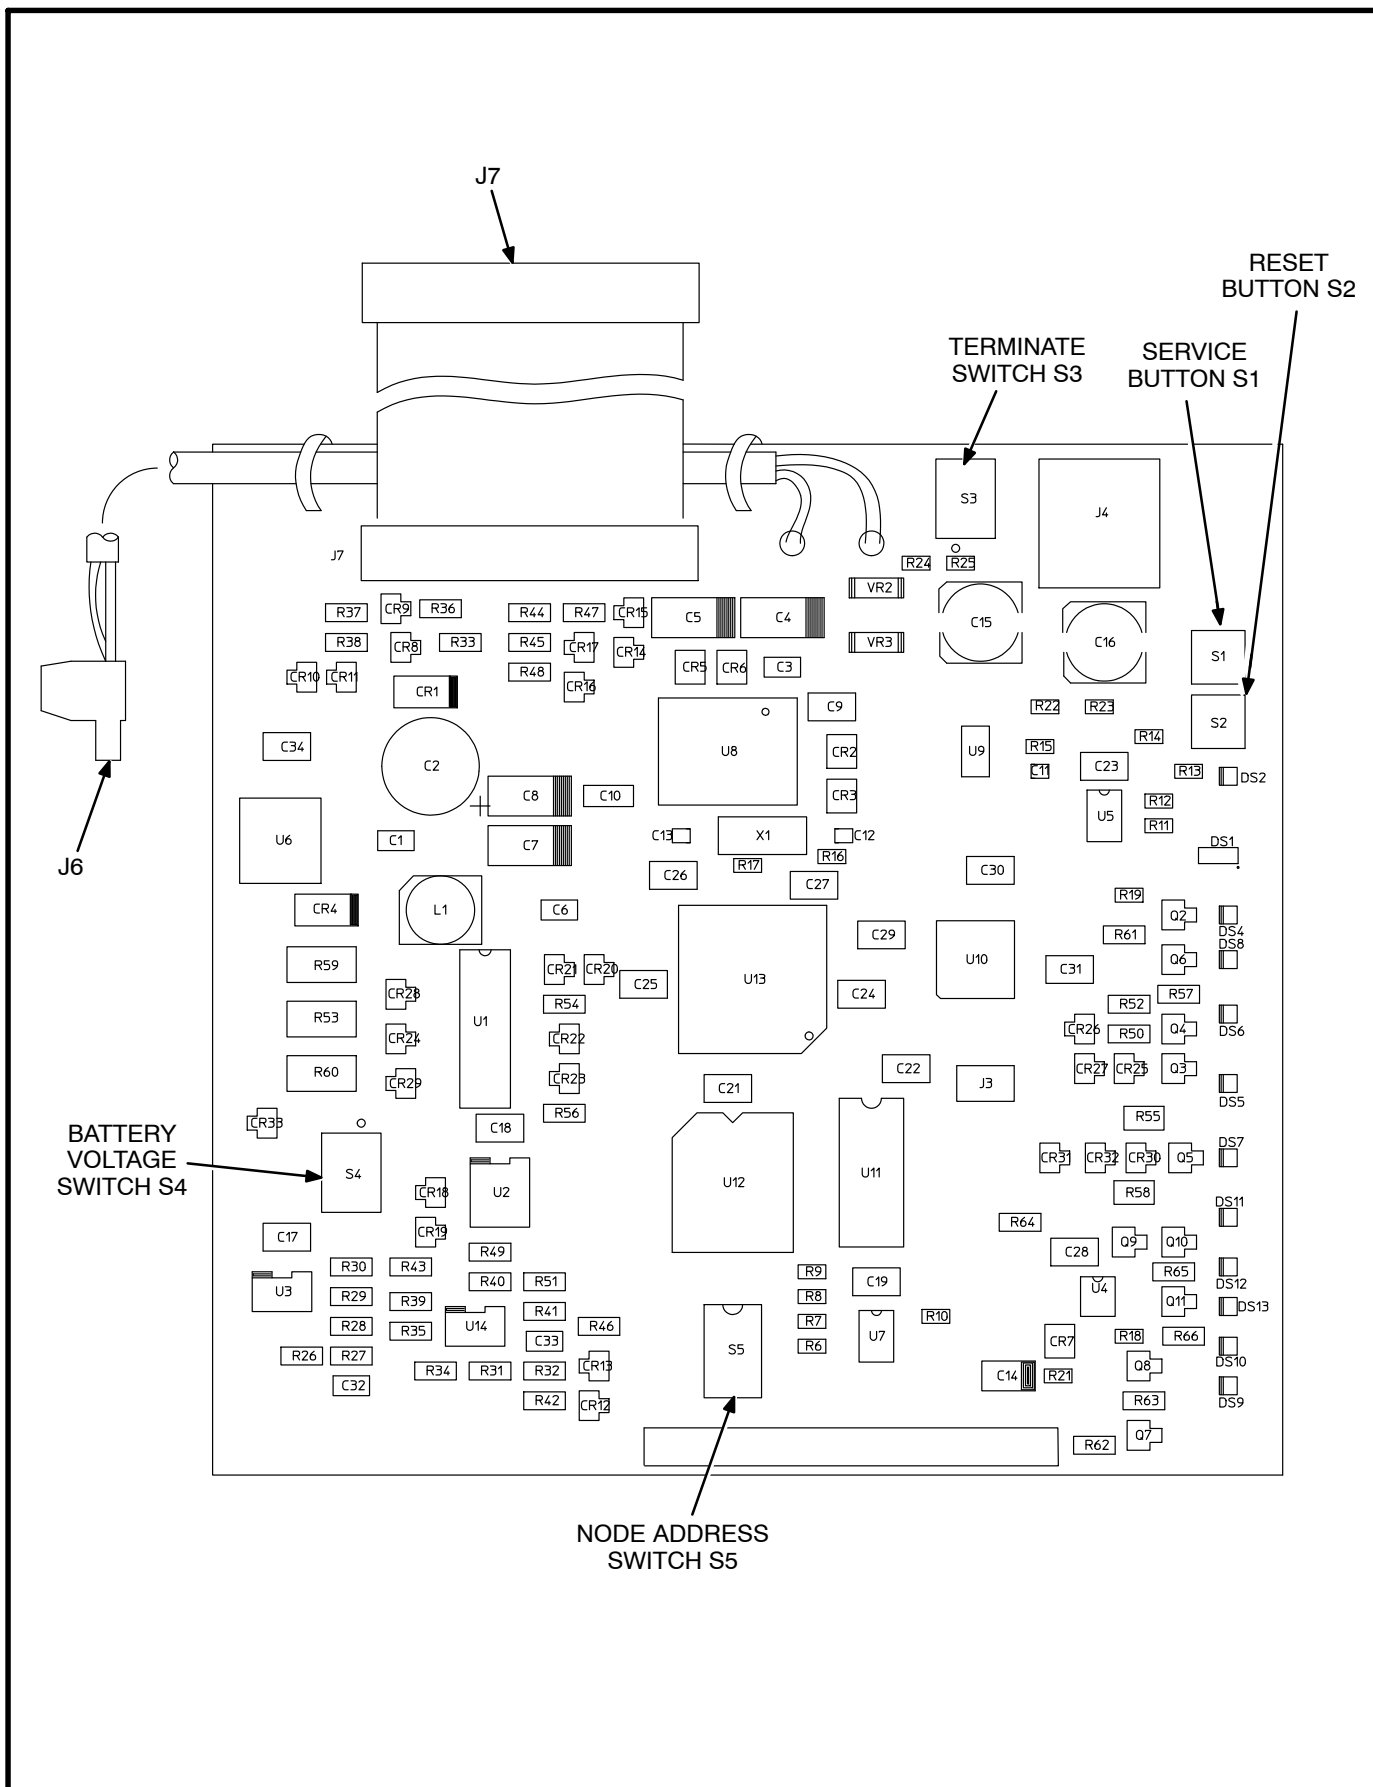 J7
RESET
BUTTON S2
TERMINATE
SWITCH S3
SERVICE
BUTTON S1
S3
J4
J7
R24 R25
VR2
R37 CR9 R36 R44 R47 CR15 C5 C4
C15
C16
R38 CR8 R33 R45 CR17 CR14 VR3
S1
CR10 CR11 R48 CR5 CR6 C3
CR1 CR16
C9 R22 R23
S2
C34 C2 U8 CR2 U9 R15 R14
C11 C23 R13 DS2
C8 C10 CR3 R12
U5
U6 C1 C7 C13 X1 C12 R11
R17 R16 DS1
C26 C27 C30
J6
CR4 L1 C6 R19 Q2
DS4
C29 R61 DS8
R59 CR21 CR20 C25 U13 U10 C31 Q6
CR28 R54 C24 R57
R53 U1 R52
CR24 CR22 CR26 R50 Q4 DS6
R60 CR29 CR23 C22 J3 CR27 CR25 Q3
C21 DS5
CR33 C18 R56 R55
BATTERY
VOLTAGE
SWITCH S4
DS7
S4 U2 U12 U11 CR31 CR32 CR30 Q5
CR18 R58
DS11
C17 CR19 R64
R49 C28 Q9 Q10
R30 R43 R9 R65
U3 R40 R51 C19 U4 DS12
R29 R39 R8 Q11 DS13
R28 R35 U14 R41 R46 R7 R10
C33 S5 U7 CR7 R18 R66
R26 R27 R6 DS10
R34 R31 R32 CR13 C14 R21 Q8
C32
R42 CR12 R63 DS9
R62 Q7
NODE ADDRESS
SWITCH S5